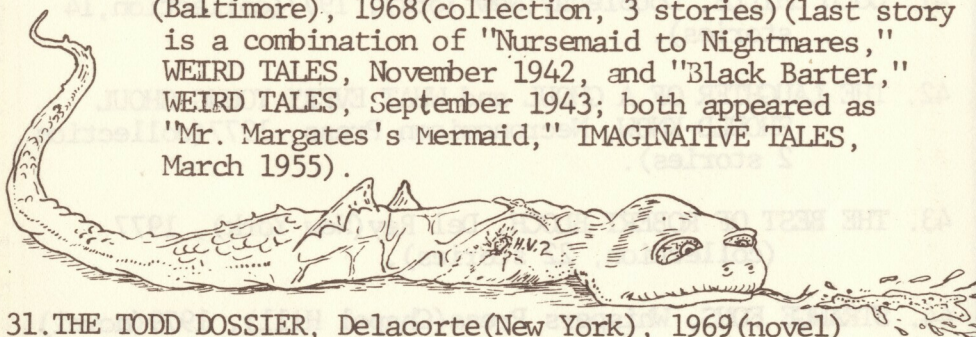 (Baltimore), 1968(collection, 3 stories)(last story
is a combination of "Nursemaid to Nightmares,"
WEIRD TALES, November 1942, and "Black Barter,"
WEIRD TALES, September 1943; both appeared as
"Mr. Margates's Mermaid," IMAGINATIVE TALES,
March 1955).
H.V.?
31.THE TODD DOSSIER, Delacorte(New York), 1969(novel)